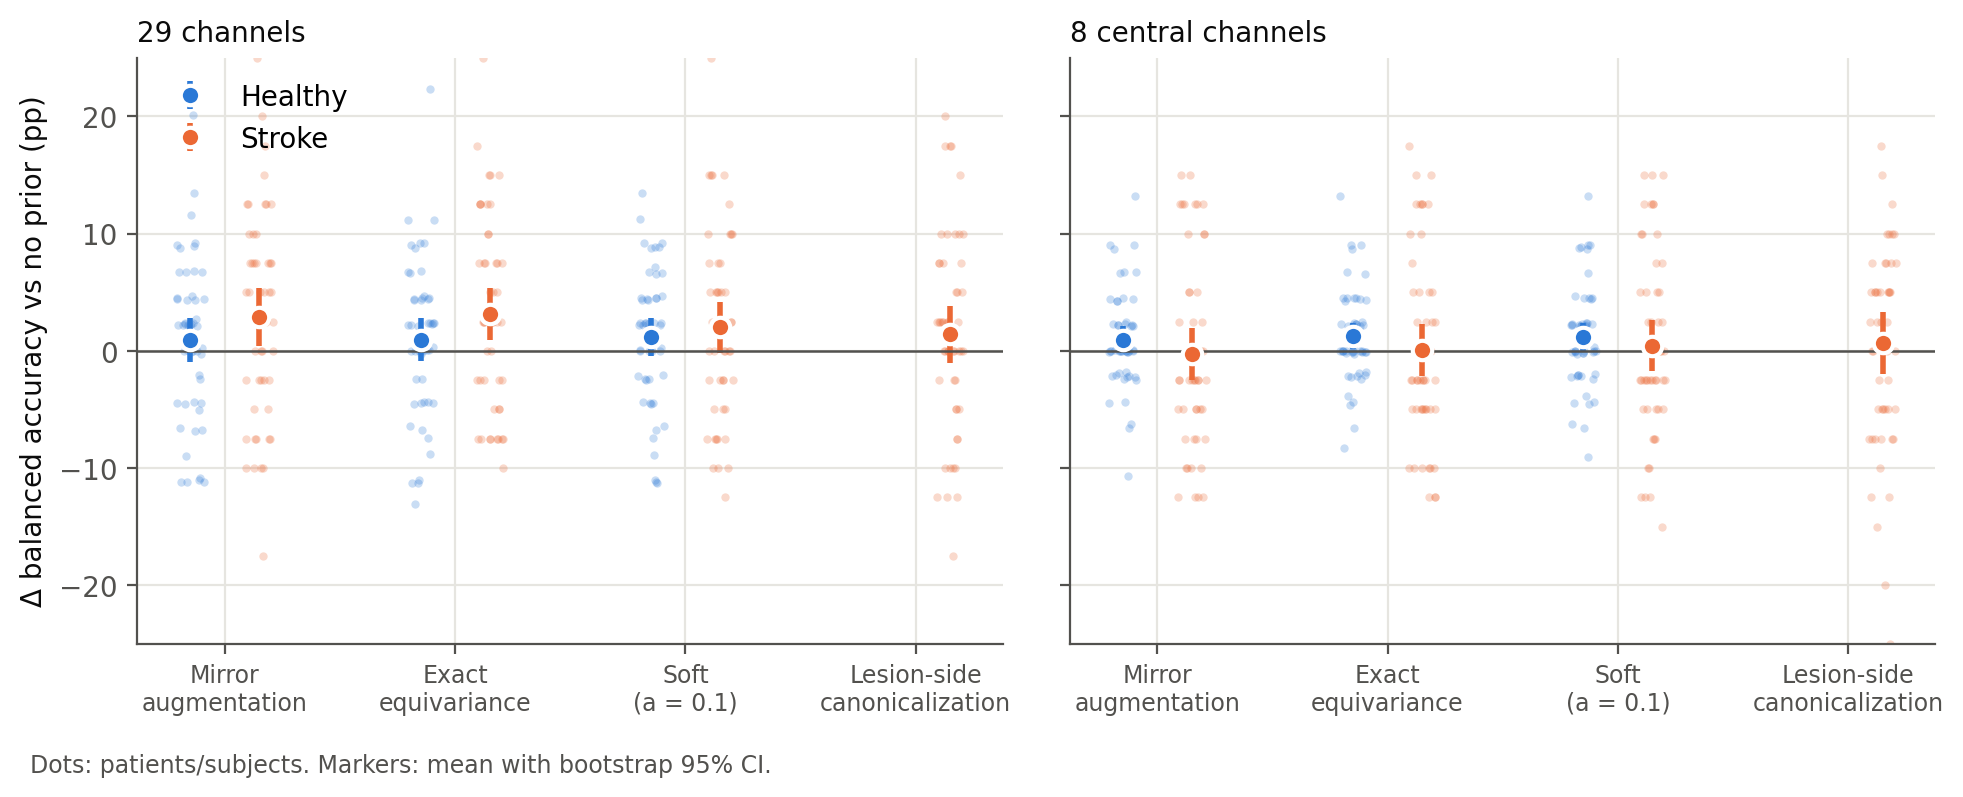 29 channels
8 central channels
Δ balanced accuracy vs no prior (pp)
20
10
0
−10
−20
Healthy
Stroke
Mirror
augmentation
Exact
equivariance
Soft
(a = 0.1)
Lesion-side
canonicalization
Mirror
augmentation
Exact
equivariance
Soft
(a = 0.1)
Lesion-side
canonicalization
Dots: patients/subjects. Markers: mean with bootstrap 95% CI.